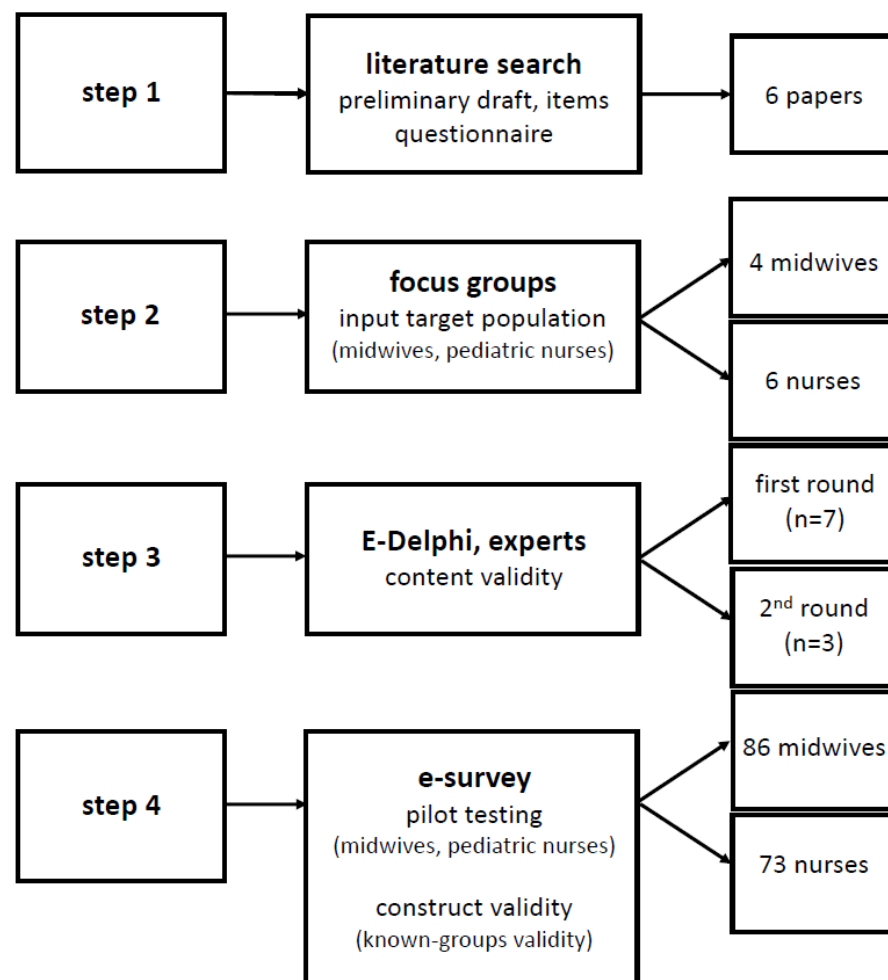 step 1
literature search
preliminary draft, items
questionnaire
6 papers
step 2
focus groups
input target population
(midwives, pediatric nurses)
4 midwives
6 nurses
step 3
E-Delphi, experts
content validity
first round
(n=7)
2nd round
(n=3)
step 4
e-survey
pilot testing
(midwives, pediatric nurses)
construct validity
(known-groups validity)
86 midwives
73 nurses